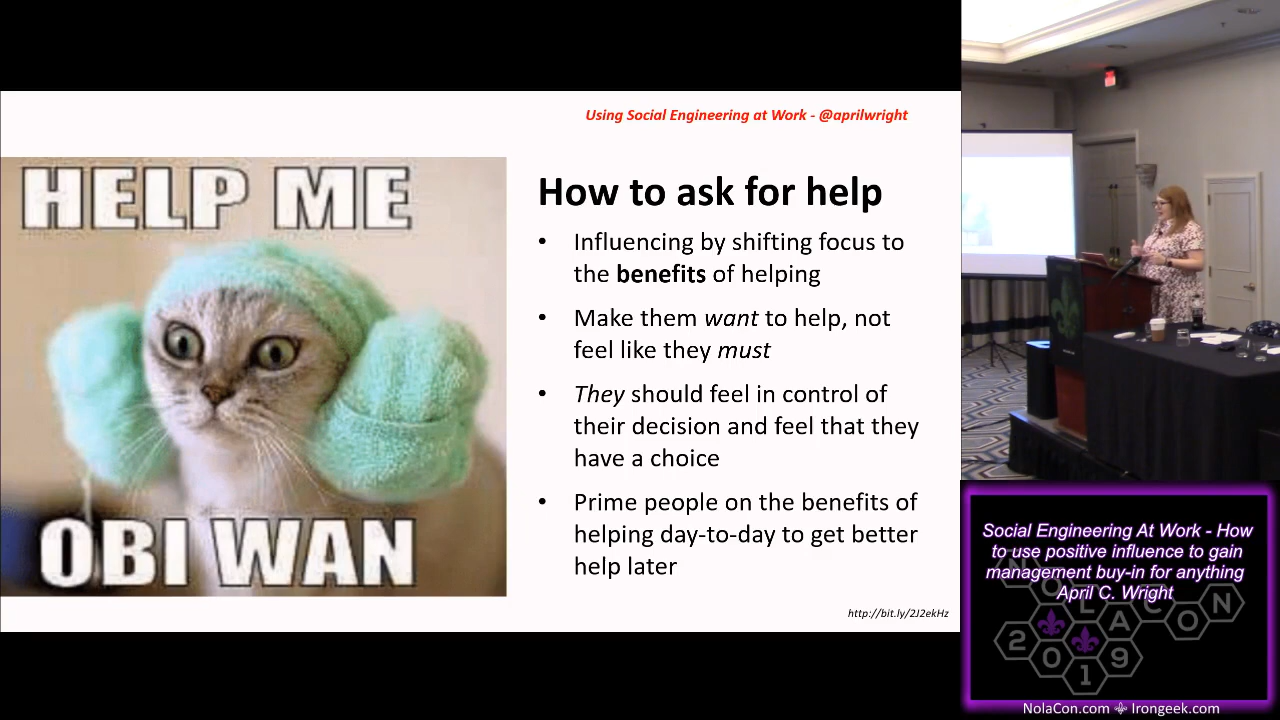 Using Social Engineering at Work - @aprilwright
HELP ME
OBI WAN
How to ask for help
• Influencing by shifting focus to
the benefits of helping
• Make them want to help, not
feel like they must
• They should feel in control of
their decision and feel that they
have a choice
• Prime people on the benefits of
helping day-to-day to get better
help later
http://bit.ly/2J2ekHz
Social Engineering At Work - How
to use positive influence to gain
management buy-in for anything
April C. Wright
NOLACON
2019
NolaCon.com ⚜ Irongeek.com